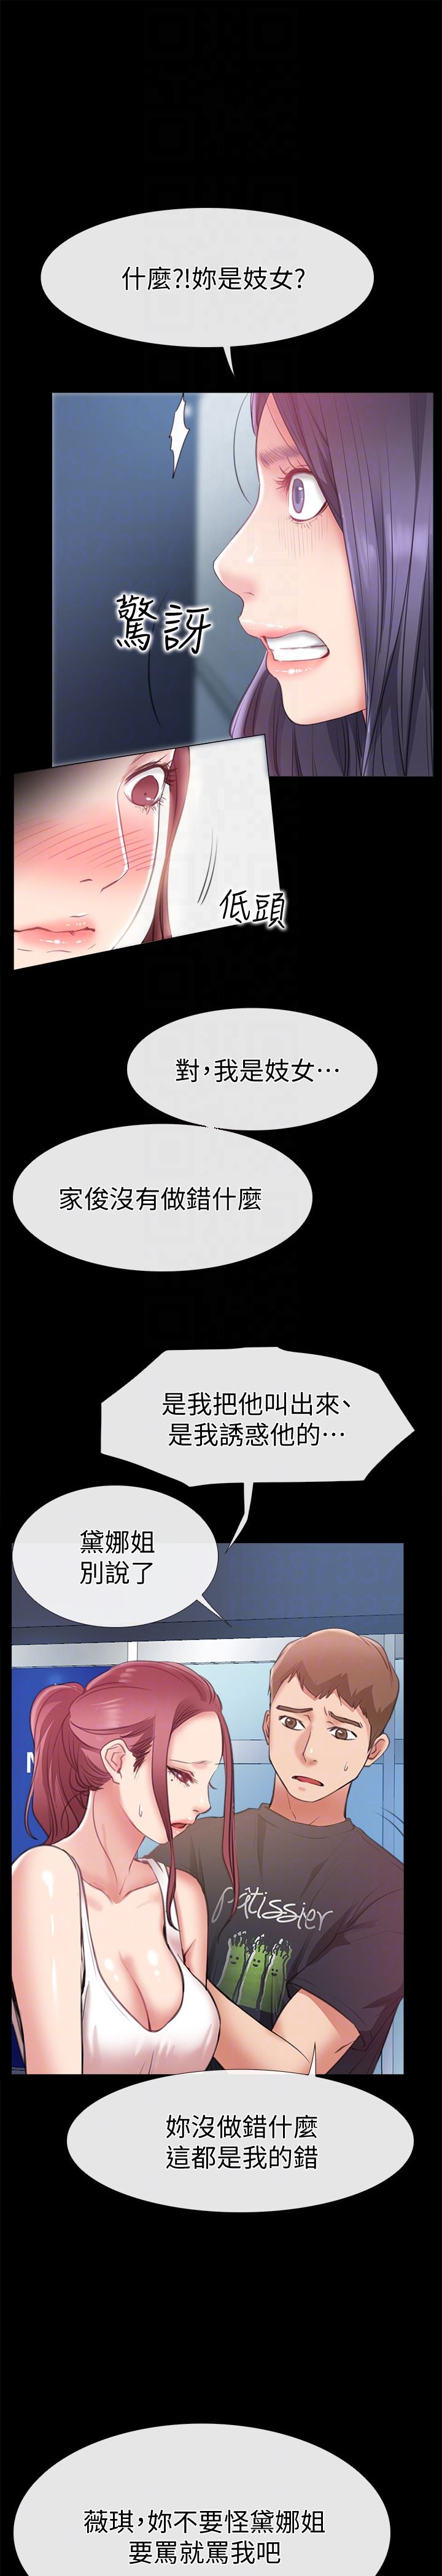 什麼?!妳是妓女?
驚訝
低頭
對,我是妓女⋯
家俊沒有做錯什麼
是我把他叫出來、
是我誘惑他的⋯
黛娜姐
別說了
N
Pâtissier
妳沒做錯什麼
這都是我的錯
薇琪,妳不要怪黛娜姐
要罵就罵我吧